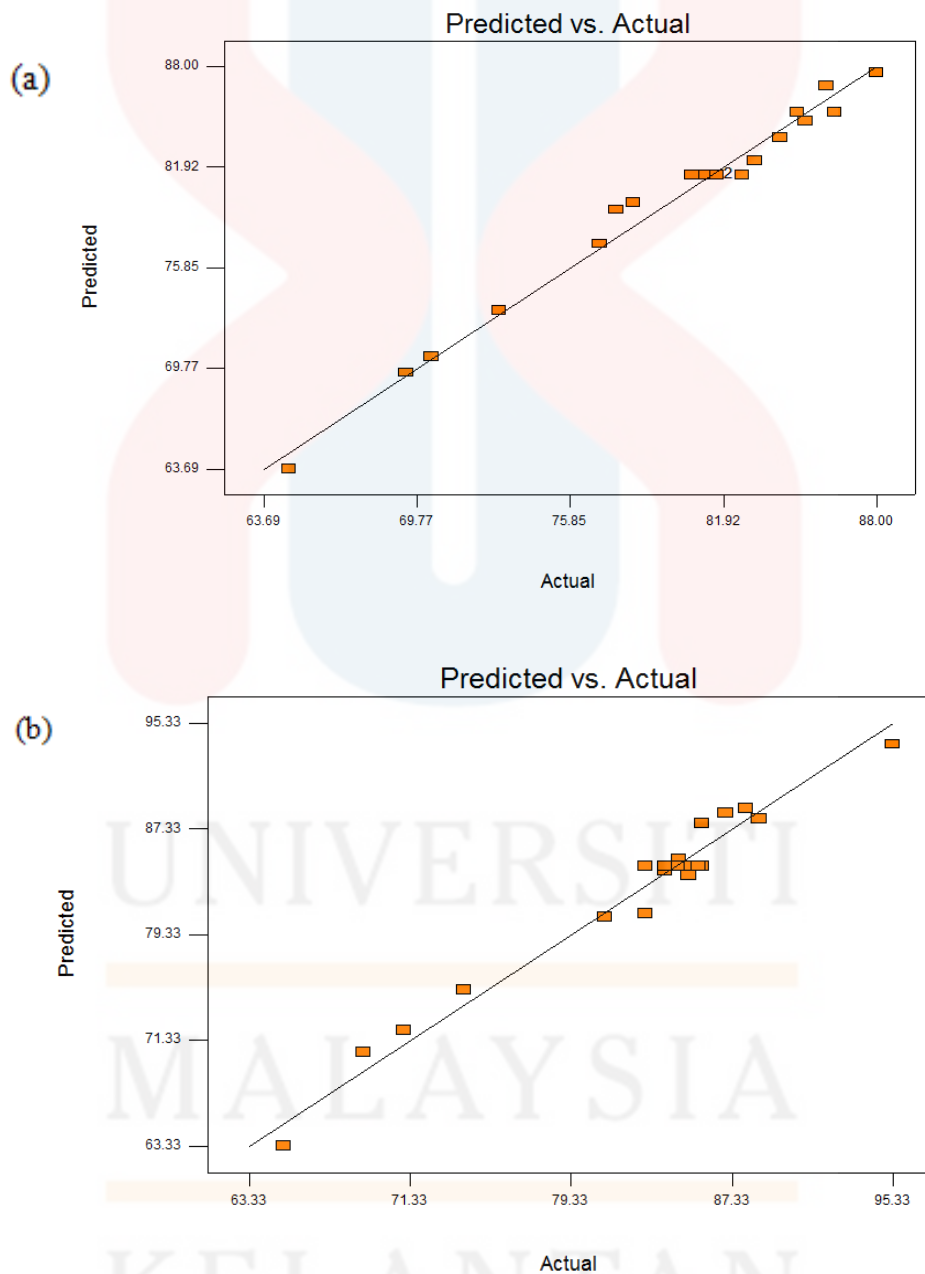 Predicted vs. Actual
(a)
88.00
81.92
75.85
69.77
63.69
Predicted
2
63.69 69.77 75.85 81.92 88.00
Actual
Predicted vs. Actual
(b)
95.33
87.33
79.33
71.33
63.33
Predicted
63.33 71.33 79.33 87.33 95.33
Actual
UNIVERSITI
MALAYSIA
KELANTAN